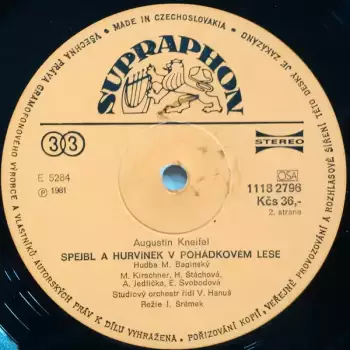 MADE IN CZECHOSLOVAKIA • VŠECHNA PRÁVA GRAMOFONOVÉHO VÝROBCE A VLASTNÍKŮ AUTORSKÝCH PRÁV K DÍLU VYHRAZENA • POŘIZOVÁNÍ KOPIÍ, VEŘEJNÉ PROVOZOVÁNÍ A ROZHLASOVÉ ŠÍŘENÍ TÉTO DESKY JE ZAKÁZÁNO •
SUPRAPHON
33
STEREO
E 5284
Ⓟ 1981
OSA
1118 2796
Kčs 36,-
2. strana
Augustin Kneifel
SPEJBL A HURVÍNEK V POHÁDKOVÉM LESE
Hudba M. Baginský
M. Kirschner, H. Štáchová,
A. Jedlička, E. Svobodová
Studiový orchestr řídí V. Hanuš
Režie I. Šrámek